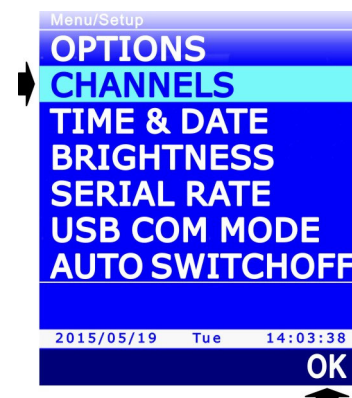 Menu/Setup
OPTIONS
CHANNELS
TIME & DATE
BRIGHTNESS
SERIAL RATE
USB COM MODE
AUTO SWITCHOFF
2015/05/19 Tue 14:03:38
OK